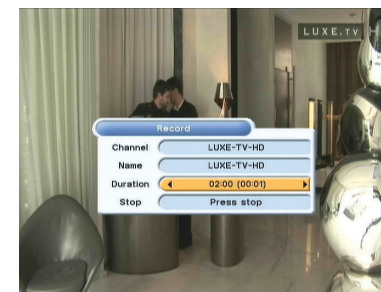 LUXE.TV
Record
Channel LUXE-TV-HD
Name LUXE-TV-HD
Duration 02:00 (00:01)
Stop Press stop